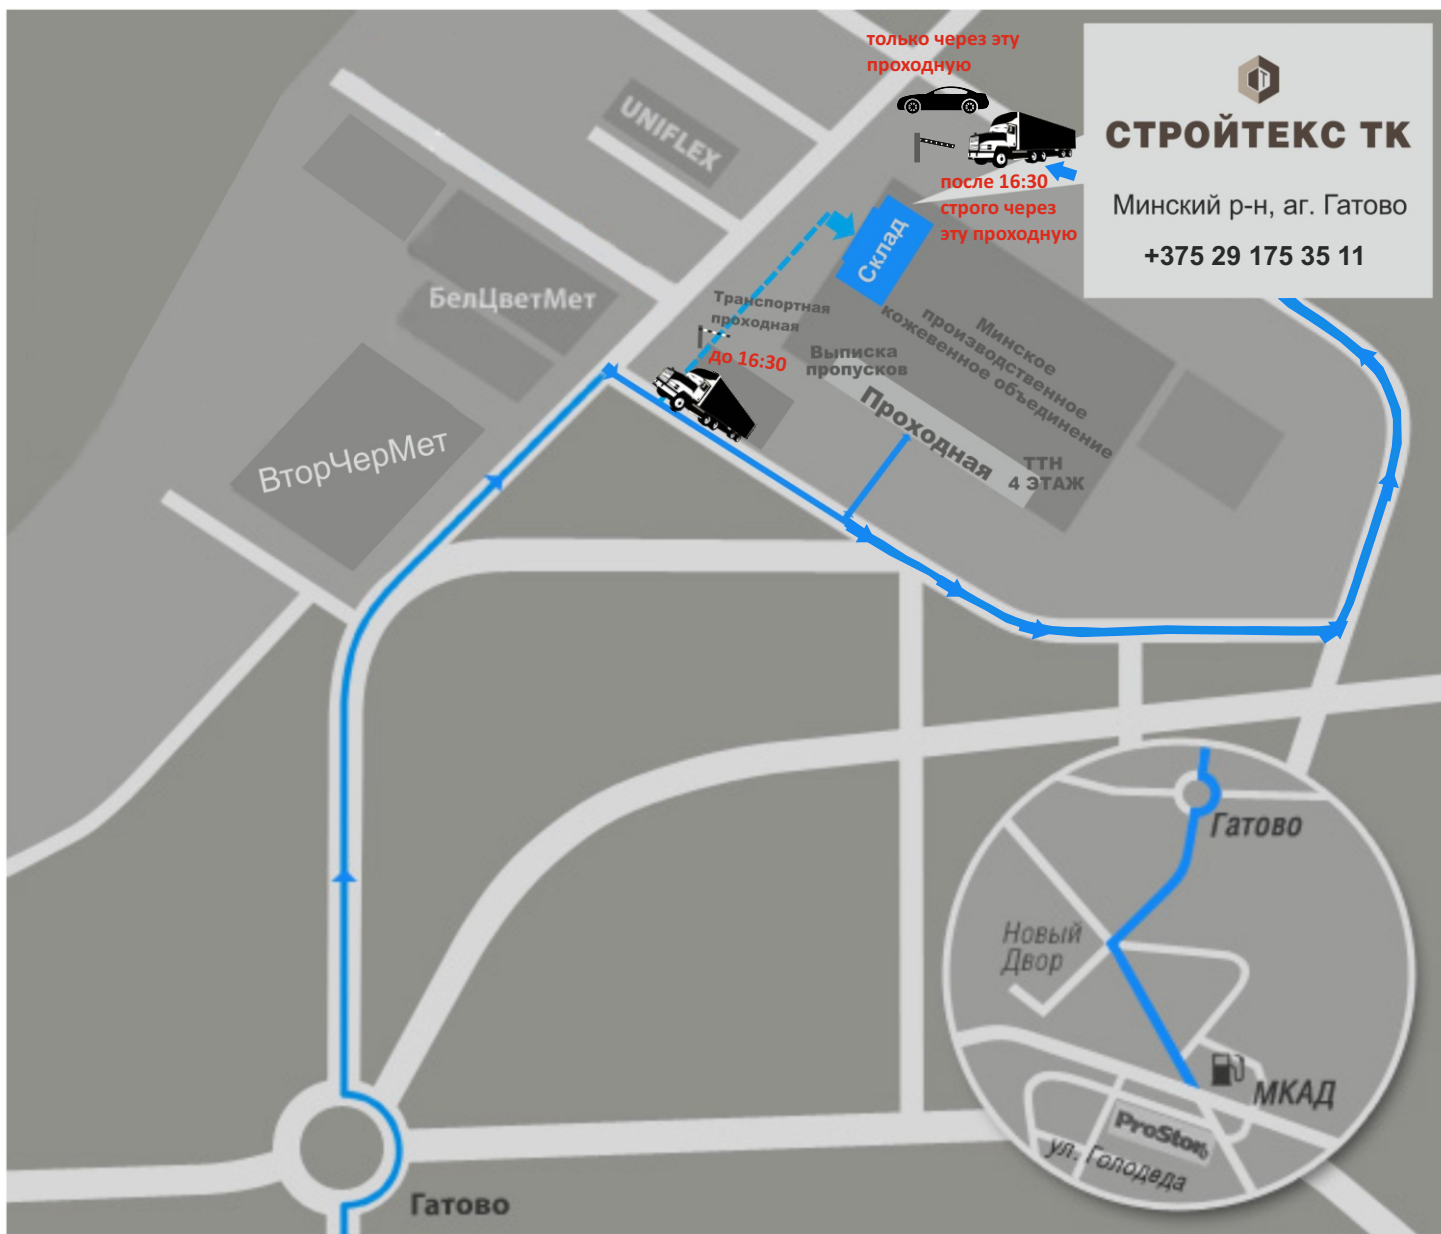 только через эту
проходную
СТРОЙТЕКС ТК
Минский р-н, аг. Гатово
+375 29 175 35 11
после 16:30
строго через
эту проходную
UNIFLEX
Склад
БелЦветМет
Транспортная
проходная
до 16:30
Выписка
пропусков
Минское
производственное
кожевенное объединение
Проходная
ТТН
4 ЭТАЖ
ВторЧерМет
Гатово
Новый
Двор
МКАД
ProStore
ул. Голодеда
Гатово